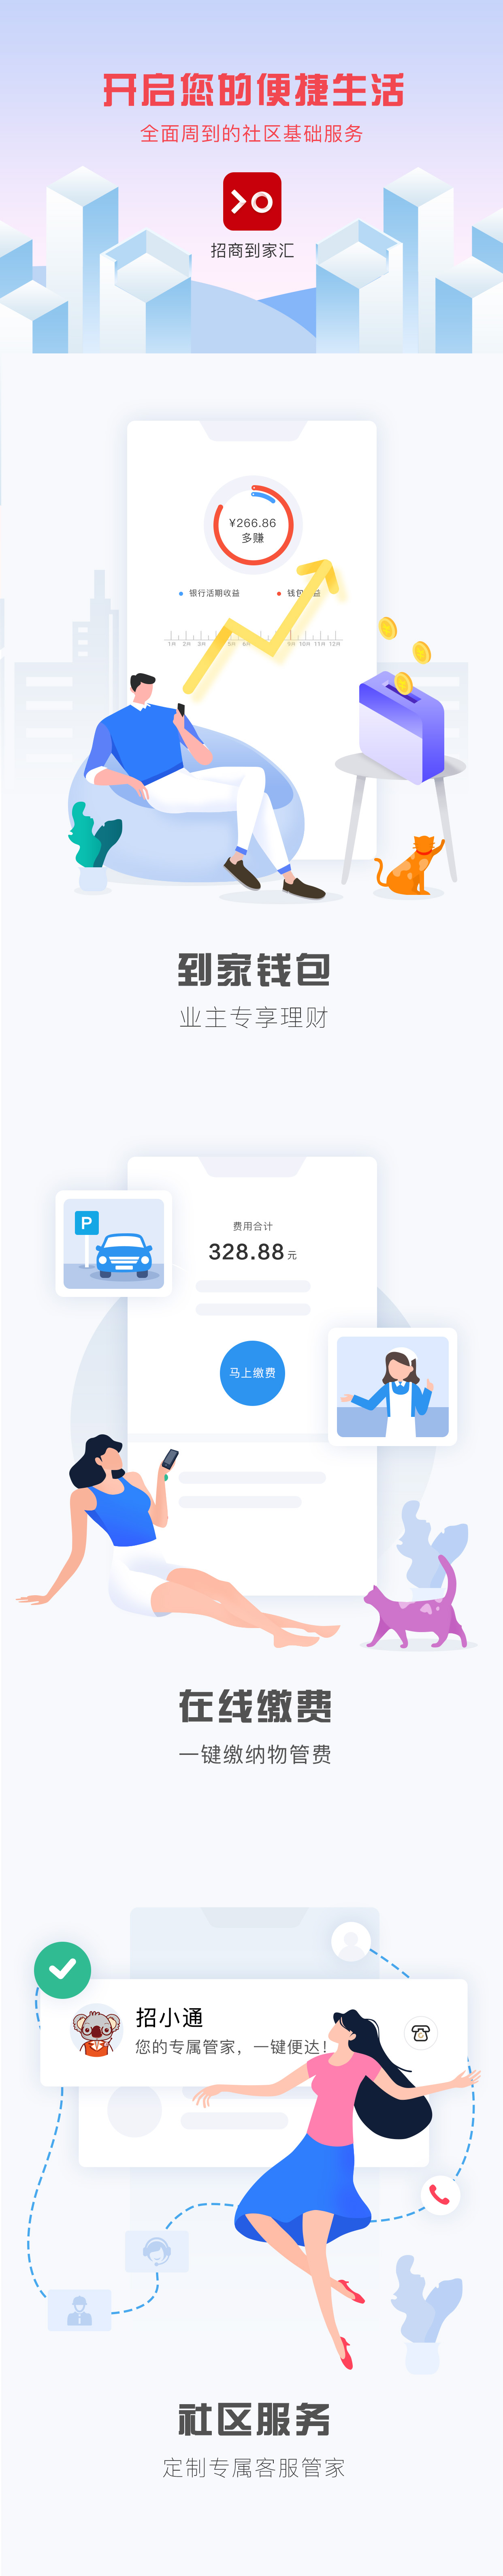 开启您的便捷生活
全面周到的社区基础服务
招商到家汇
¥266.86
多赚
银行活期收益 钱包 益
1月 2月 3月 5月 6月 9月 10月 11月 12月
到家钱包
业主专享理财
P
费用合计
328.88 元
马上缴费
在线缴费
一键缴纳物管费
招小通
您的专属管家，一键便达！
社区服务
定制专属客服管家